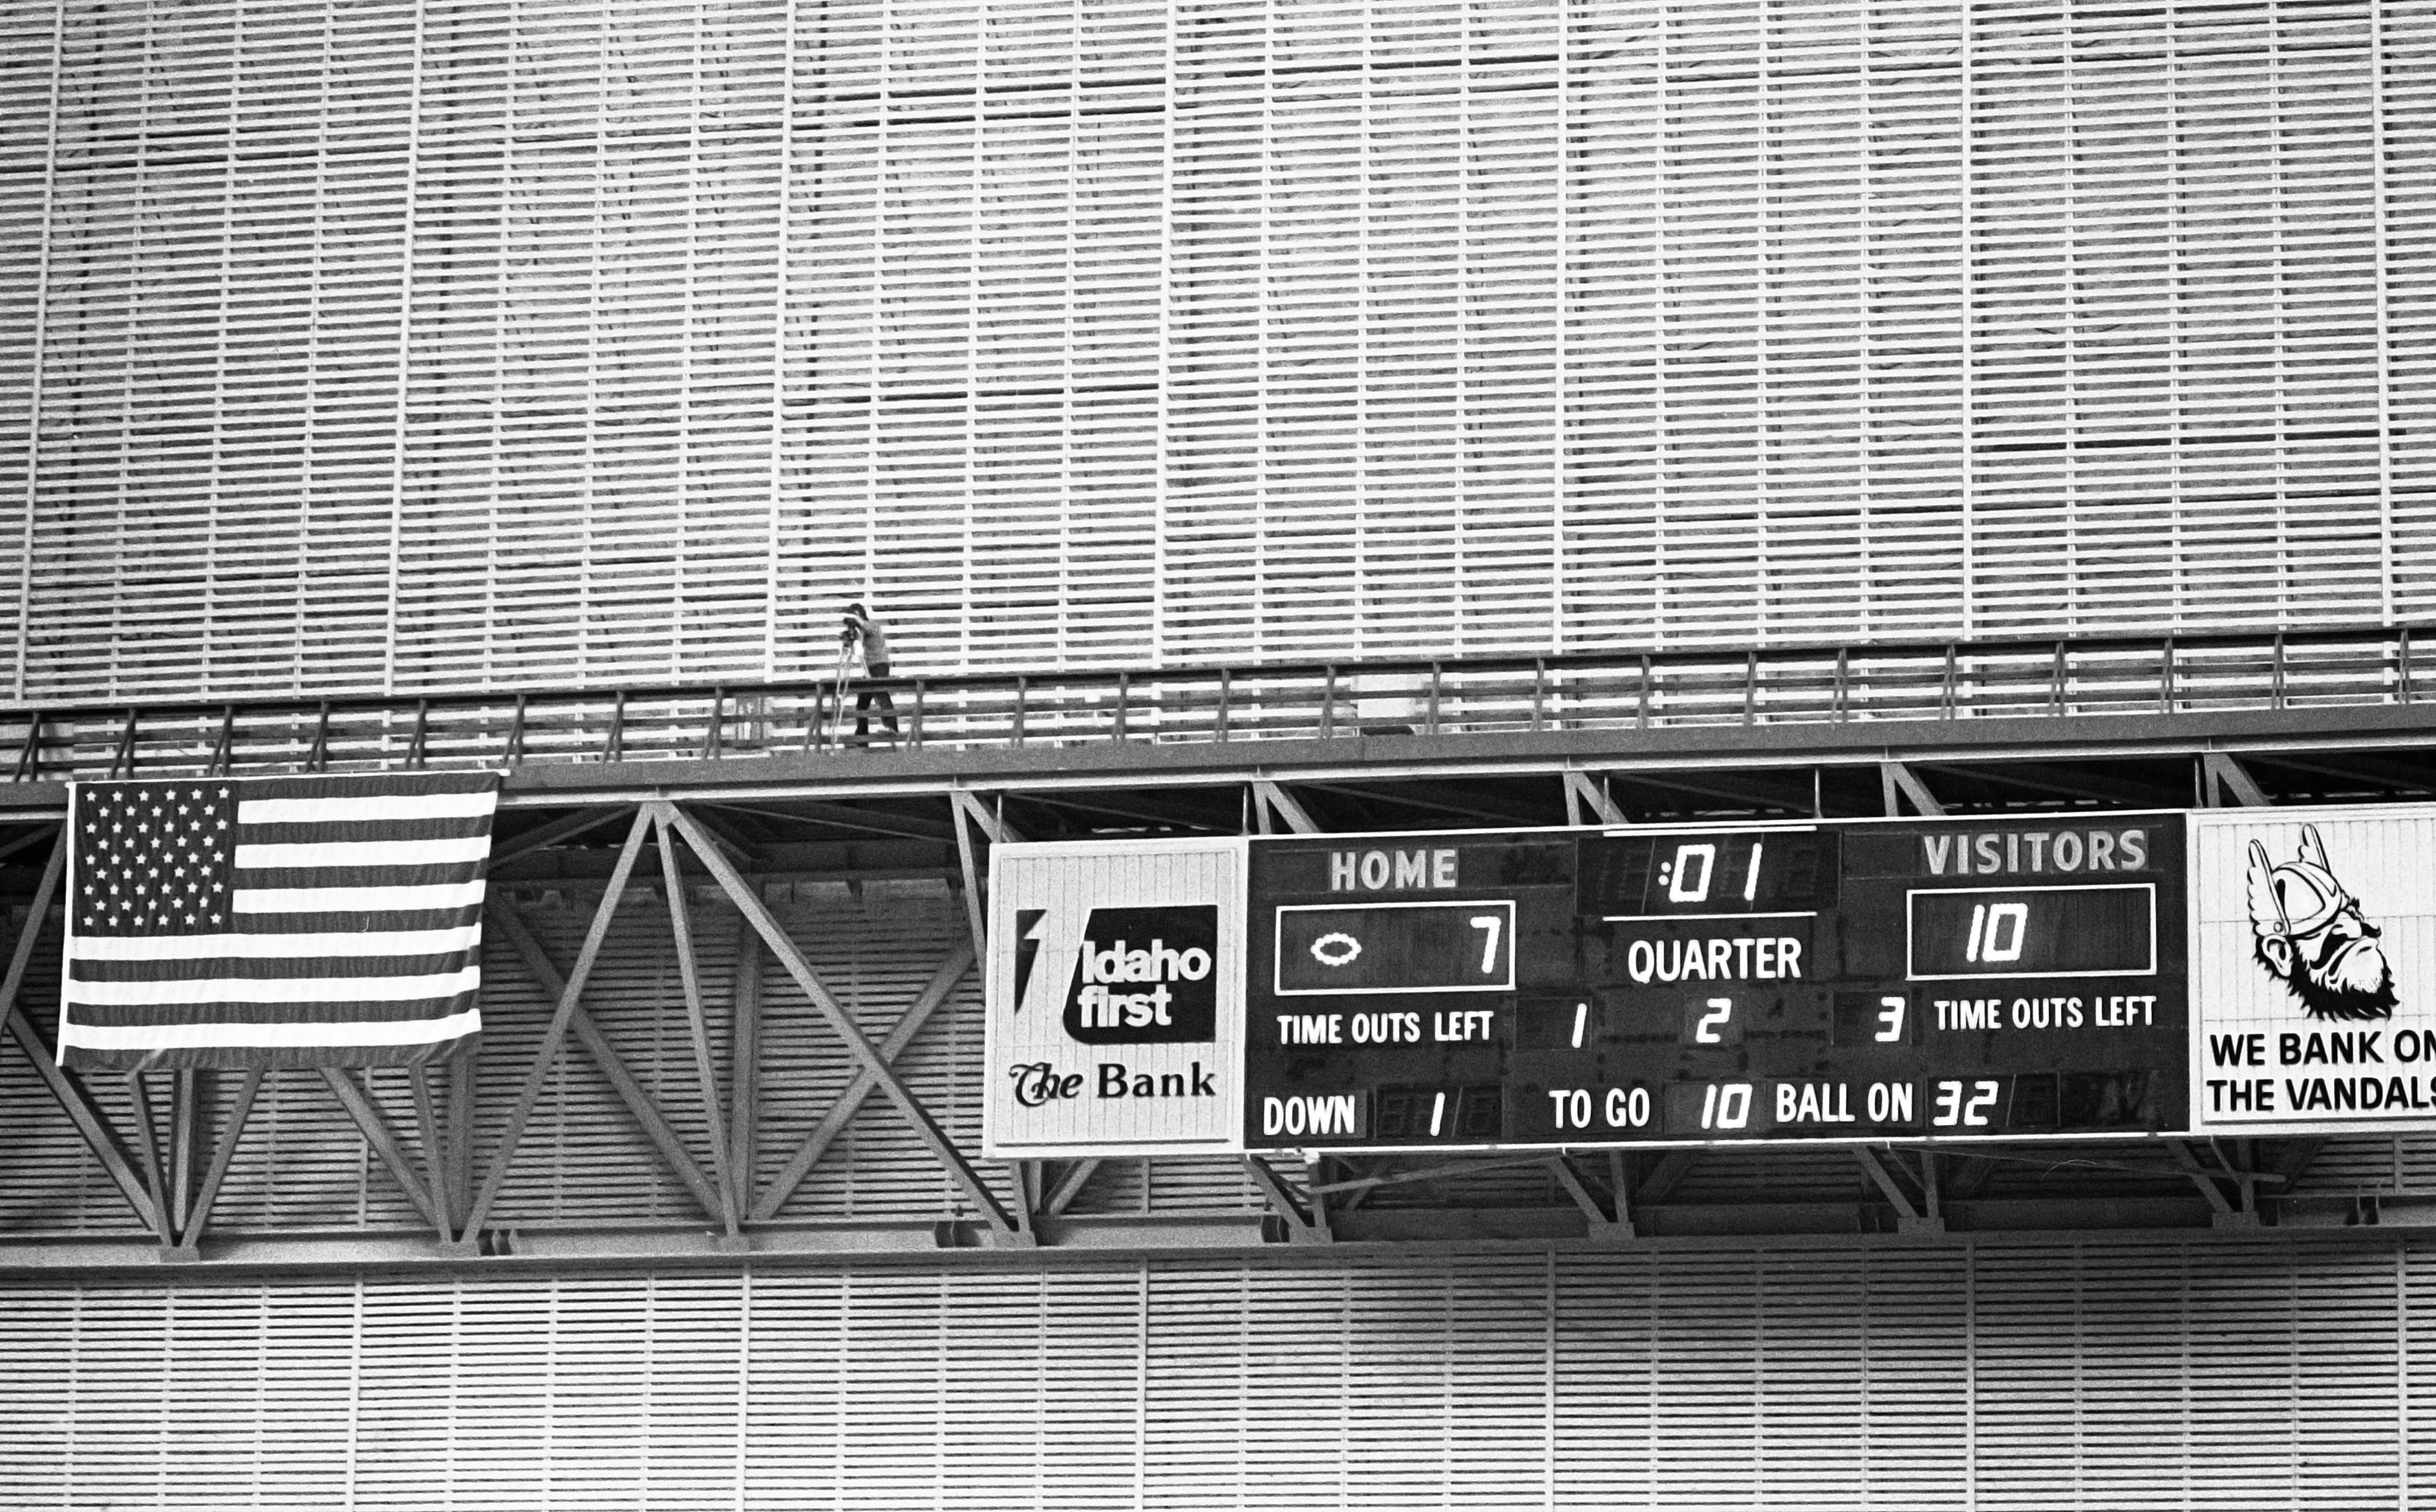 HOME :01 VISITORS
7 10
QUARTER
TIME OUTS LEFT 1 2 3 TIME OUTS LEFT
DOWN 1 TO GO 10 BALL ON 32
1 Idaho
first
The Bank
WE BANK ON
THE VANDALS